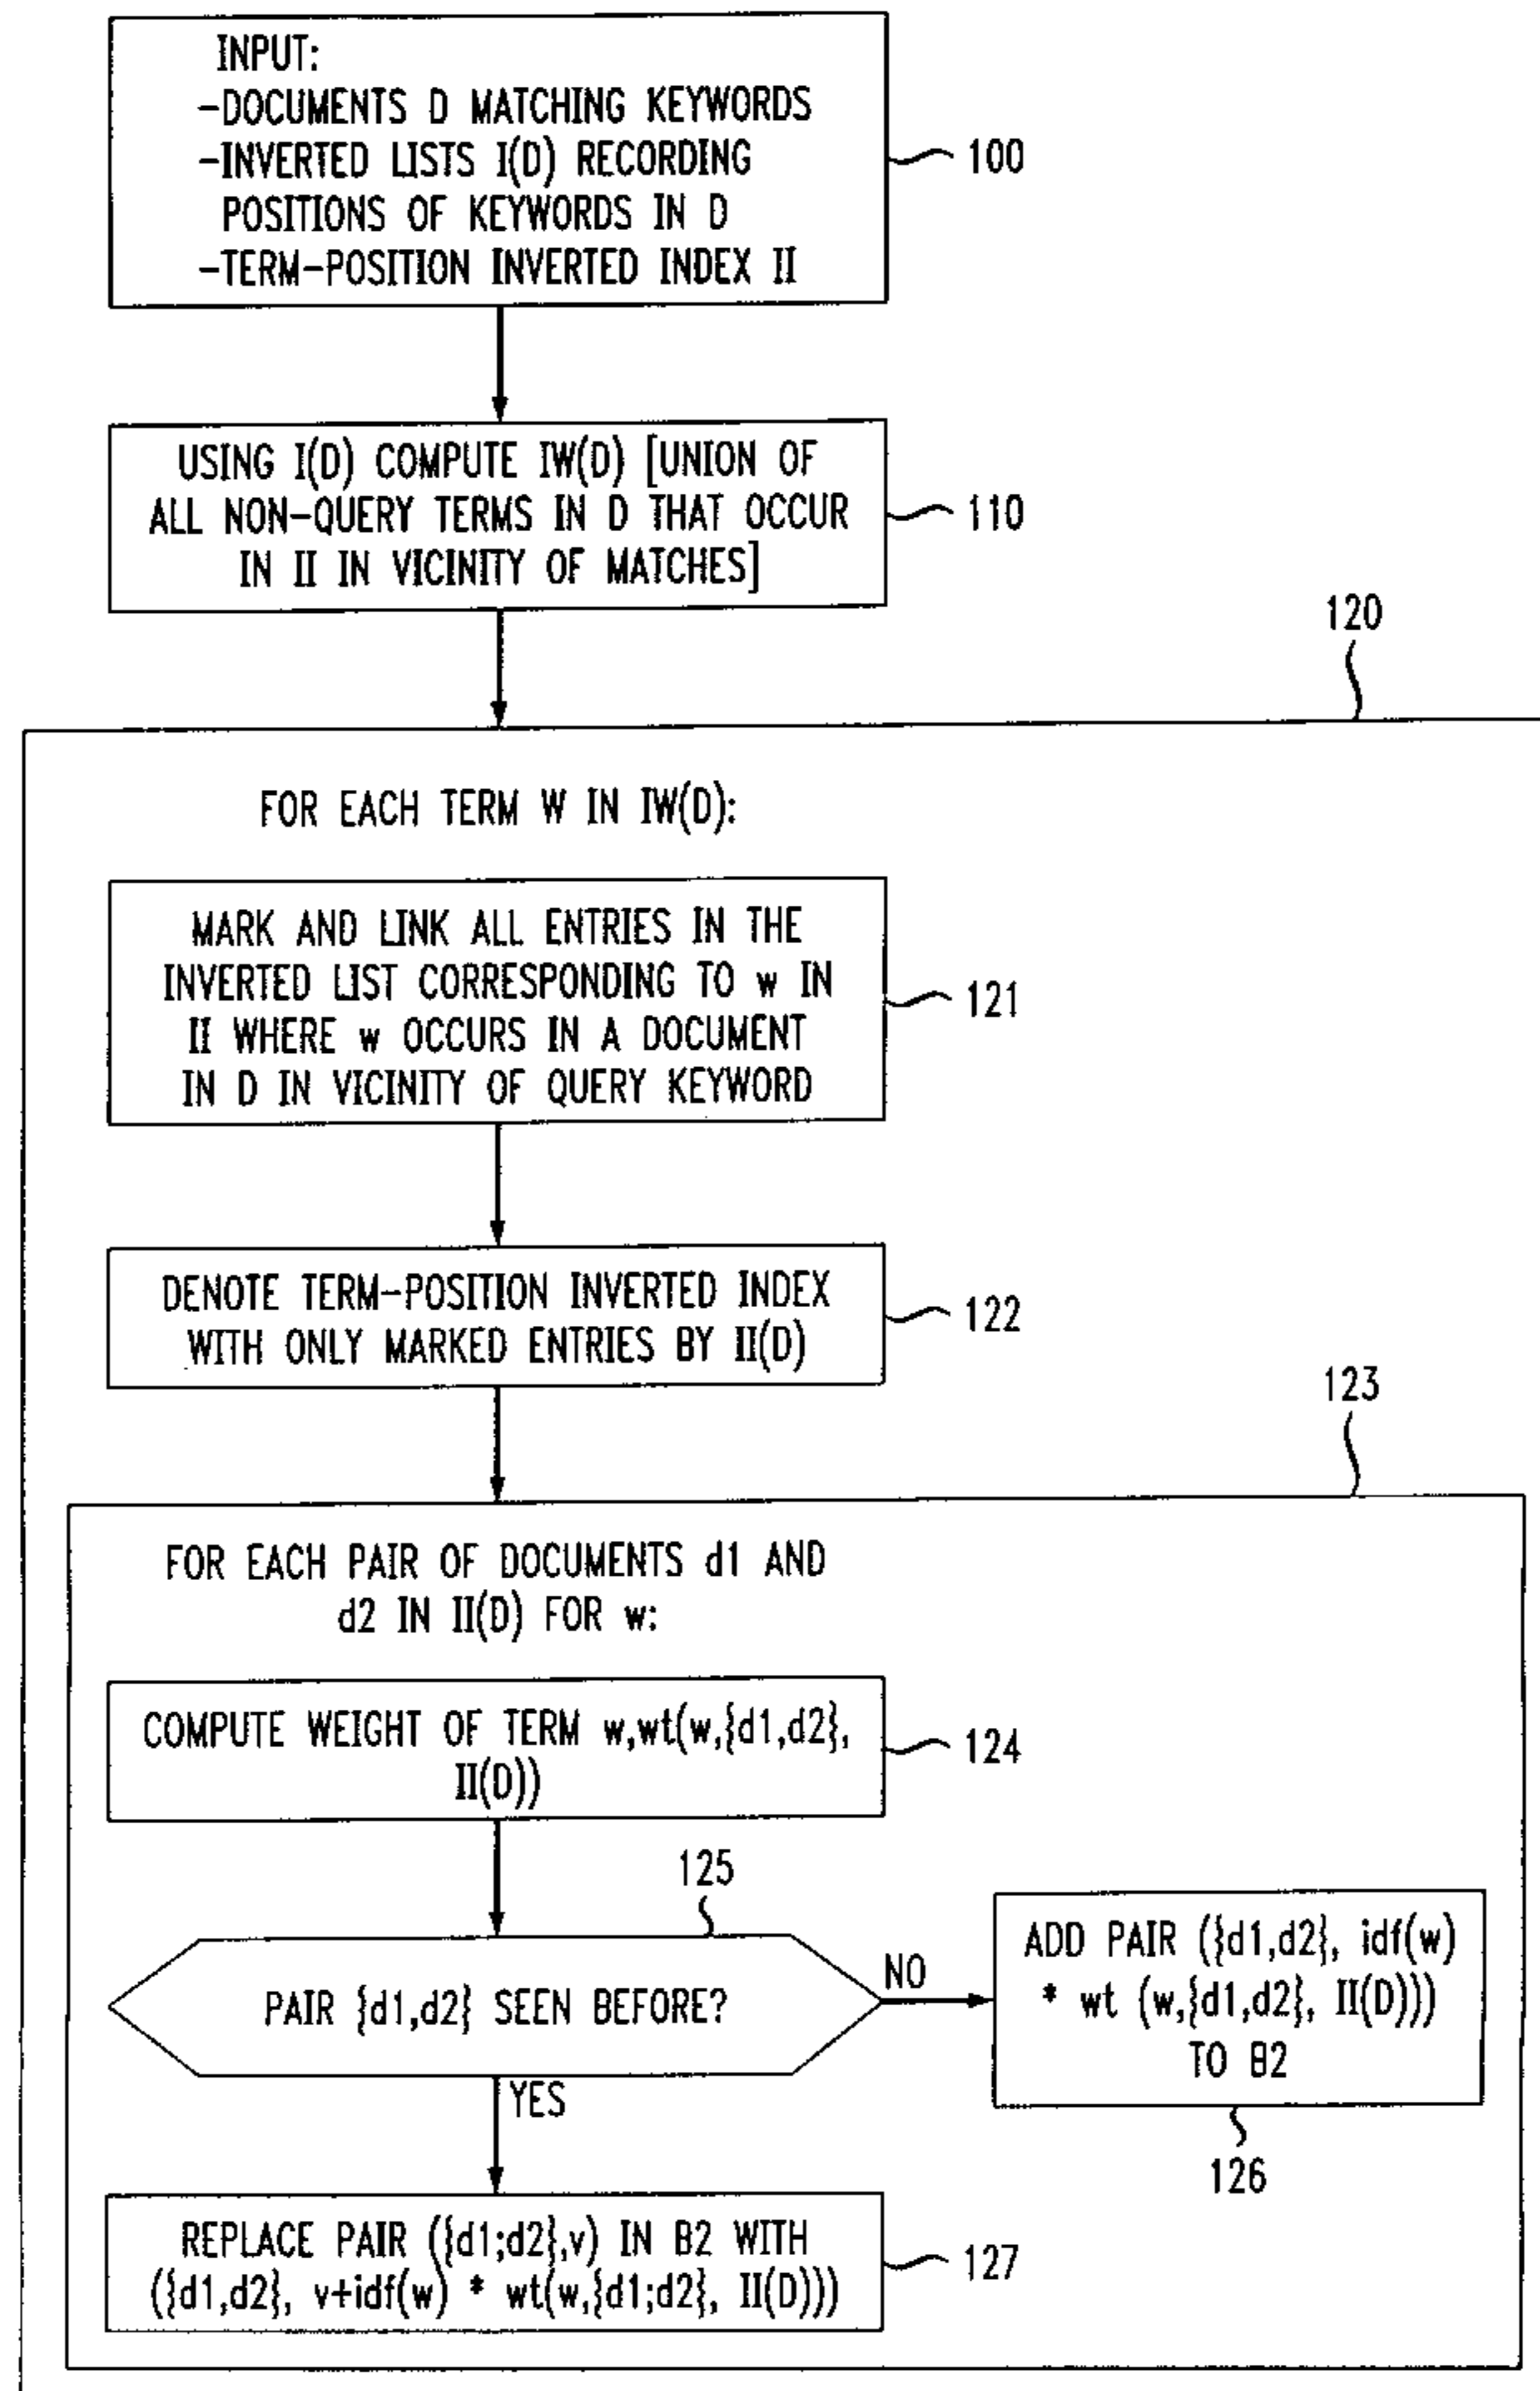 INPUT:
-DOCUMENTS D MATCHING KEYWORDS
-INVERTED LISTS I(D) RECORDING
POSITIONS OF KEYWORDS IN D
-TERM-POSITION INVERTED INDEX II
100
USING I(D) COMPUTE IW(D) [UNION OF
ALL NON-QUERY TERMS IN D THAT OCCUR
IN II IN VICINITY OF MATCHES]
110
120
FOR EACH TERM W IN IW(D):
MARK AND LINK ALL ENTRIES IN THE
INVERTED LIST CORRESPONDING TO w IN
II WHERE w OCCURS IN A DOCUMENT
IN D IN VICINITY OF QUERY KEYWORD
121
DENOTE TERM-POSITION INVERTED INDEX
WITH ONLY MARKED ENTRIES BY II(D)
122
123
FOR EACH PAIR OF DOCUMENTS d1 AND
d2 IN II(D) FOR w:
COMPUTE WEIGHT OF TERM w,wt(w,{d1,d2},
II(D))
124
125
PAIR {d1,d2} SEEN BEFORE?
NO
ADD PAIR ({d1,d2}, idf(w)
* wt (w,{d1,d2}, II(D)))
TO B2
126
YES
REPLACE PAIR ({d1;d2},v) IN B2 WITH
({d1,d2}, v+idf(w) * wt(w,{d1;d2}, II(D)))
127